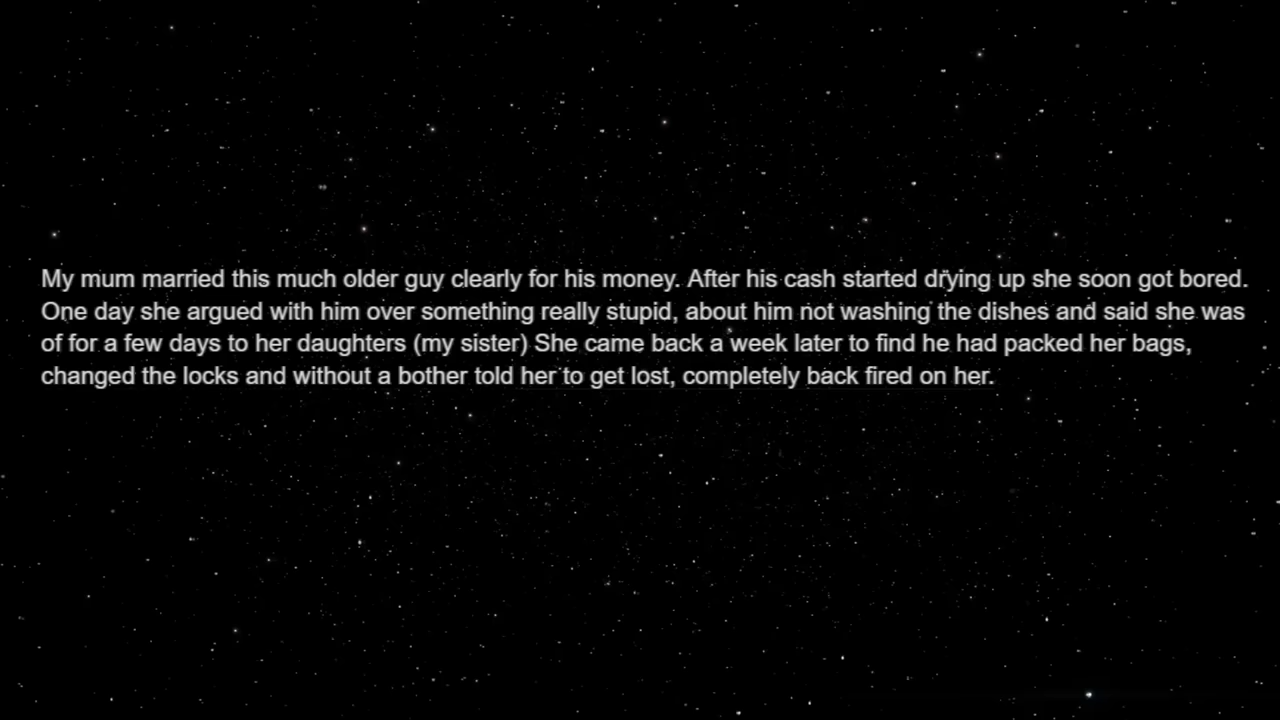 My mum married this much older guy clearly for his money. After his cash started drying up she soon got bored.
One day she argued with him over something really stupid, about him not washing the dishes and said she was
of for a few days to her daughters (my sister) She came back a week later to find he had packed her bags,
changed the locks and without a bother told her to get lost, completely back fired on her.